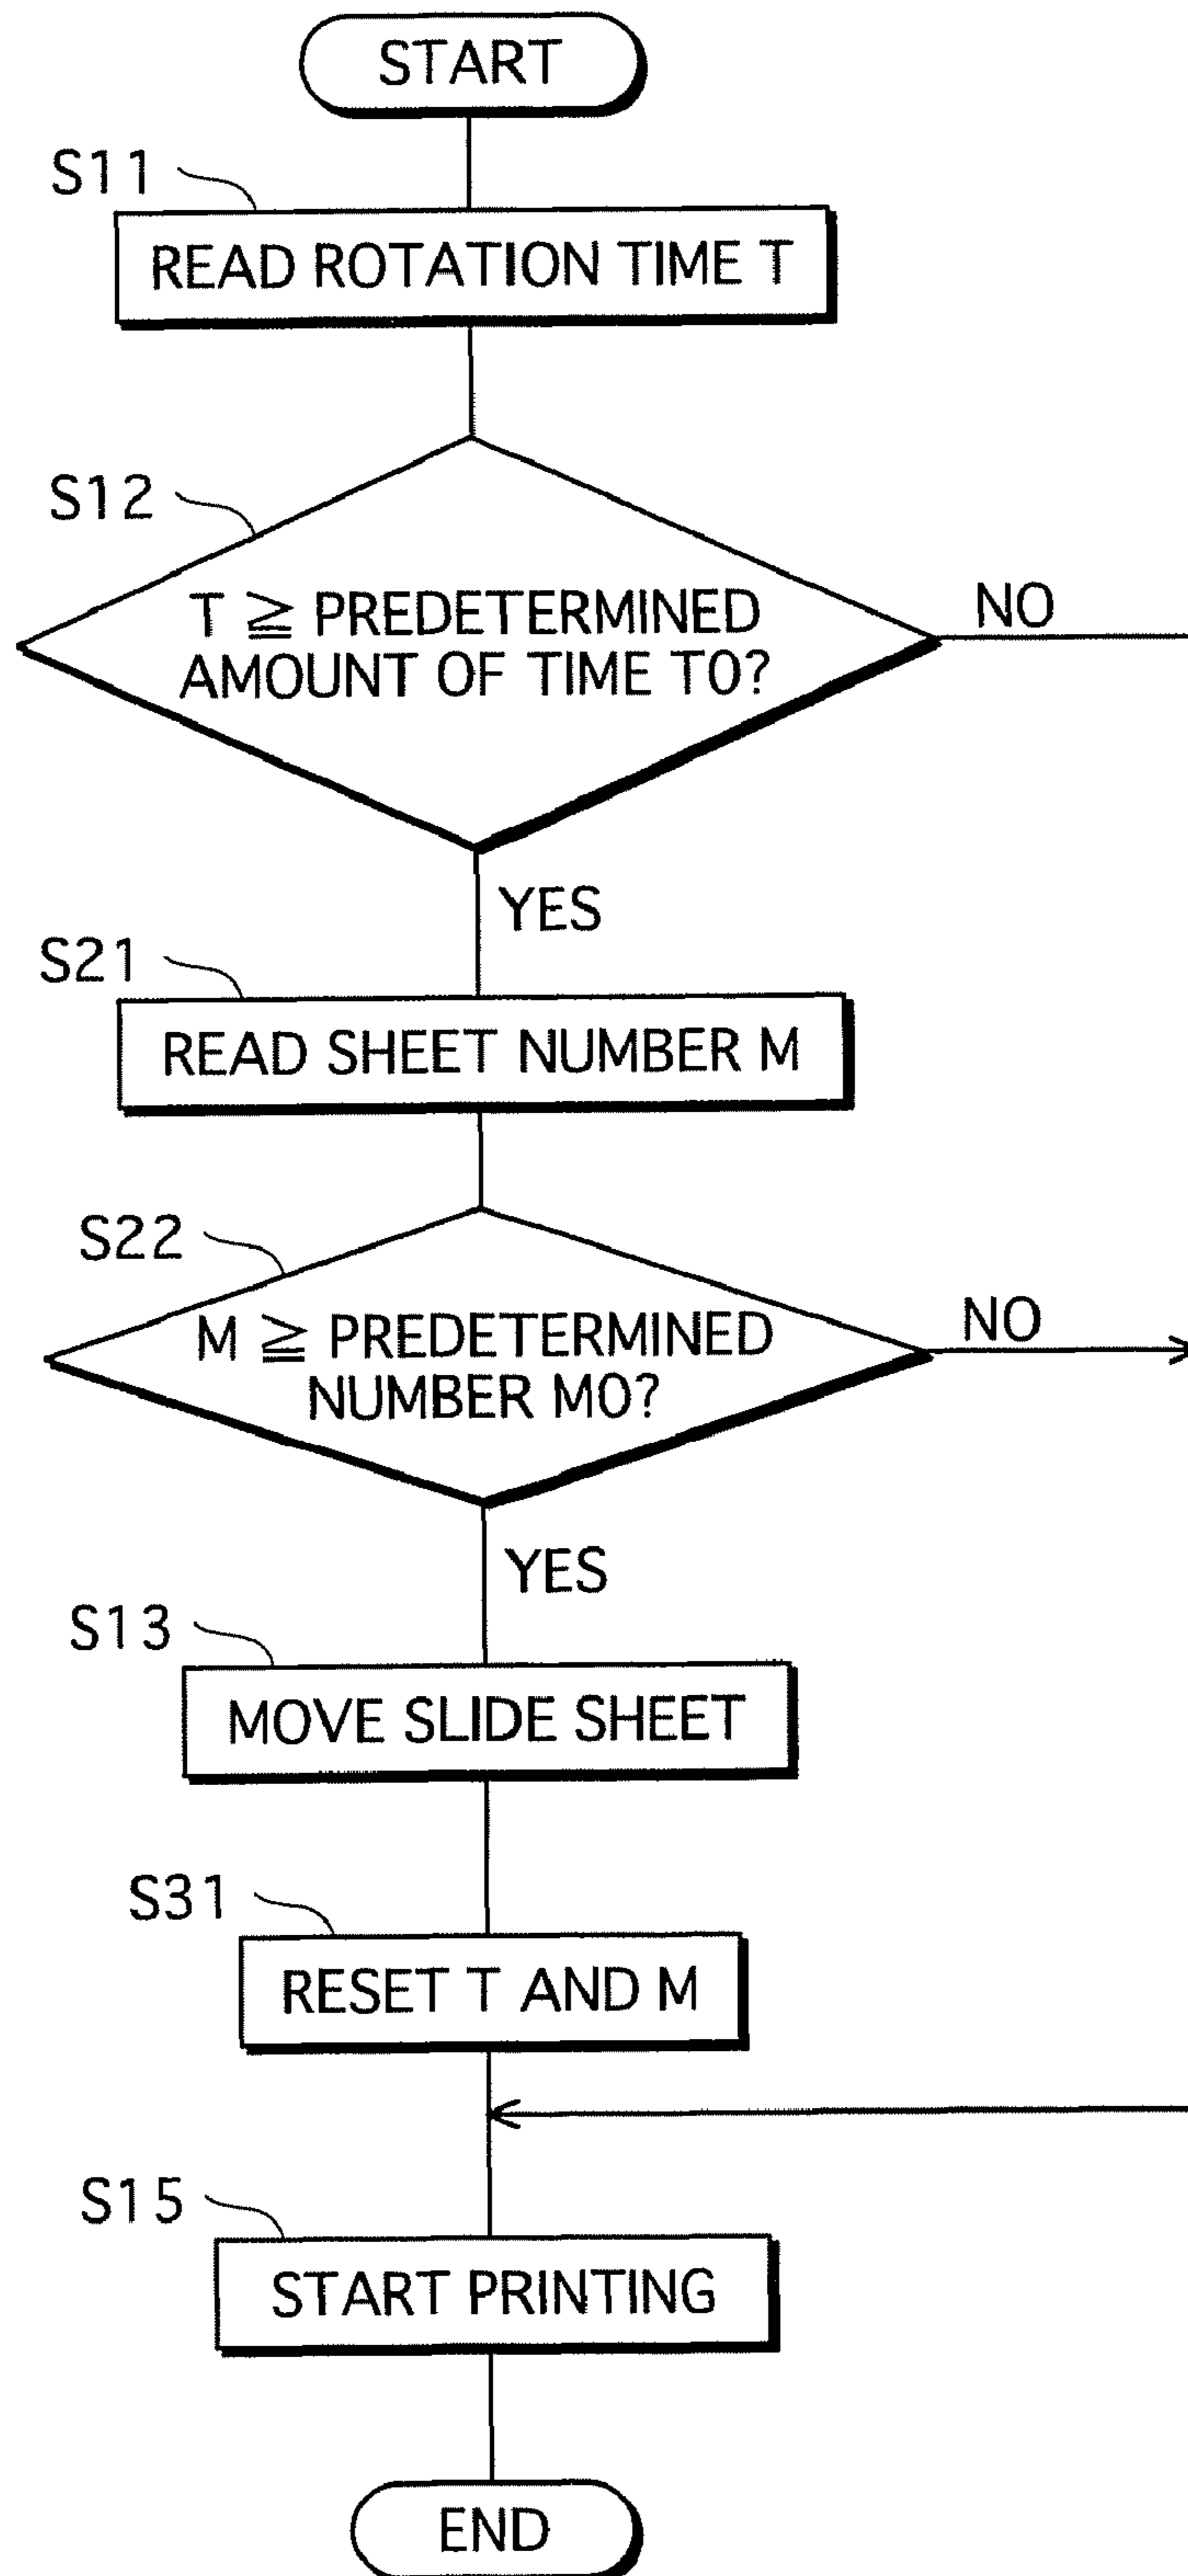 START
S11
READ ROTATION TIME T
S12
T ≧ PREDETERMINED
AMOUNT OF TIME T0?
NO
YES
S21
READ SHEET NUMBER M
S22
M ≧ PREDETERMINED
NUMBER M0?
NO
YES
S13
MOVE SLIDE SHEET
S31
RESET T AND M
S15
START PRINTING
END